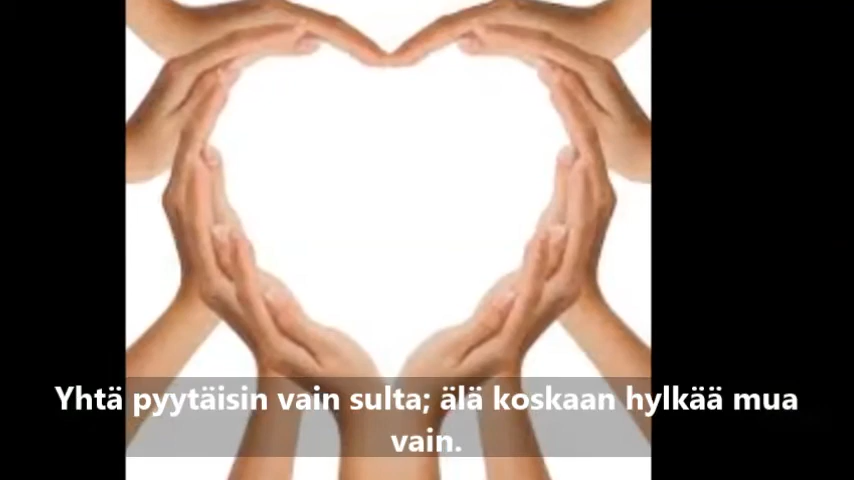 Yhtä pyytäisin vain sulta; älä koskaan hylkää mua
vain.